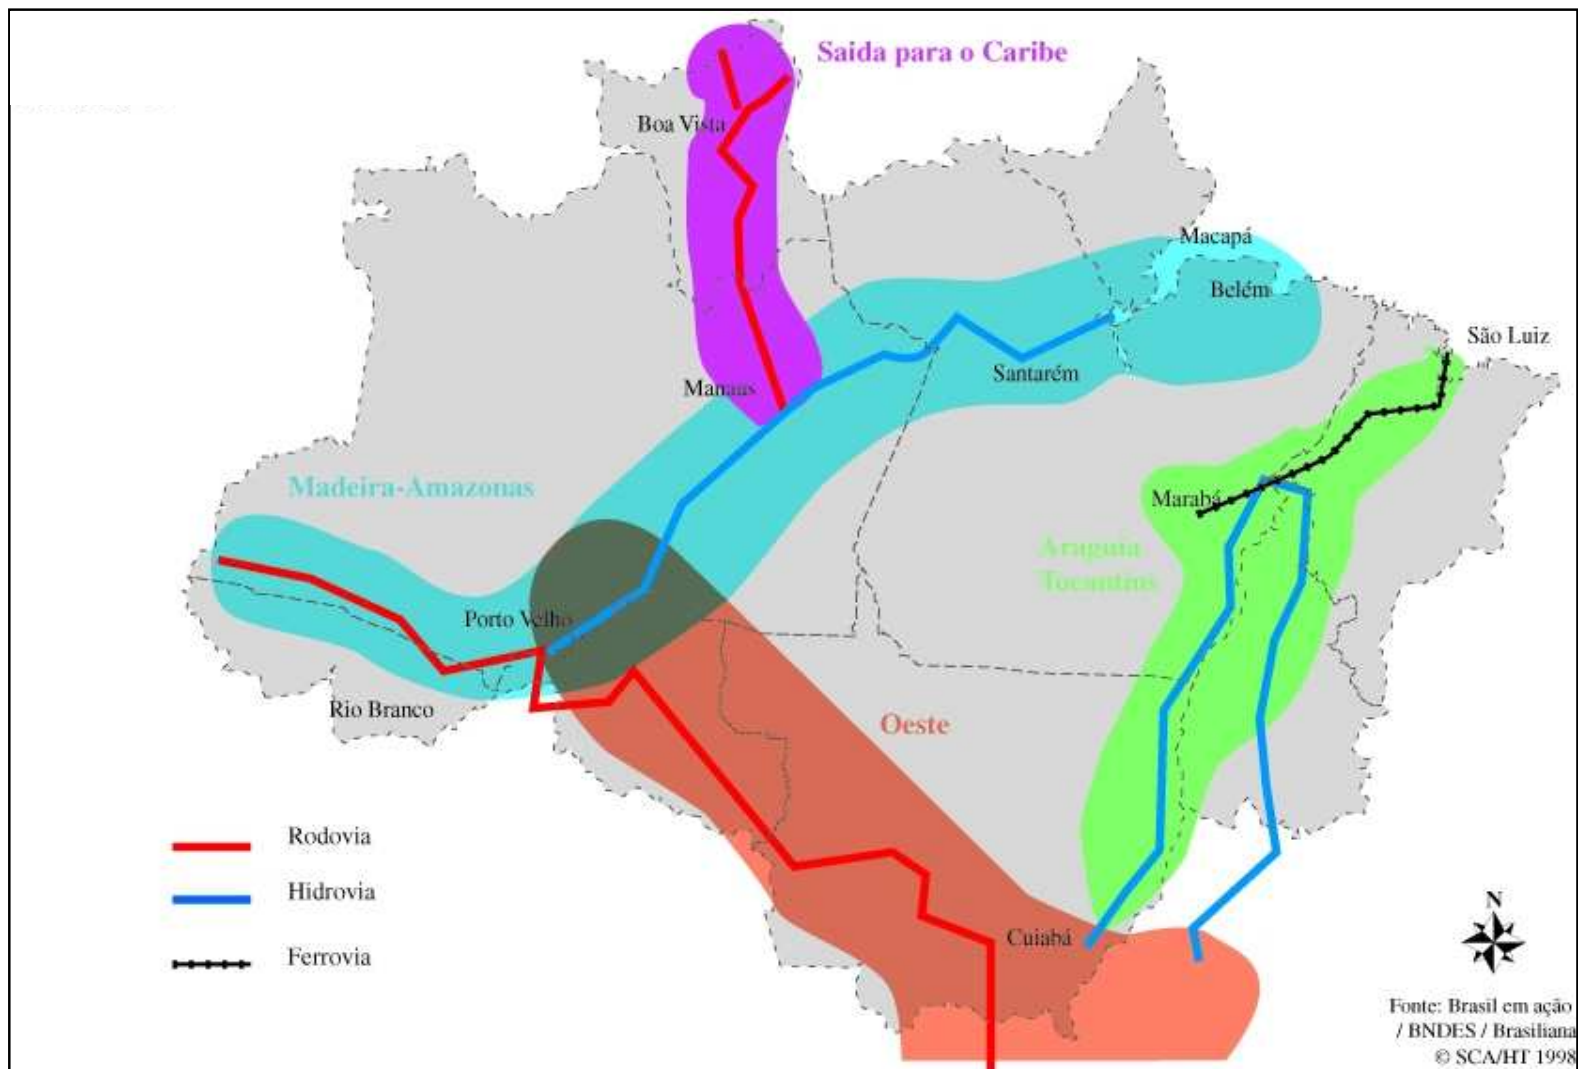 Saida para o Caribe
Boa Vista
Macapá
Belém
São Luiz
Santarém
Manaus
Madeira-Amazonas
Marabá
Araguia
Tocantins
Porto Velho
Rio Branco
Oeste
Rodovia
Hidrovia
Ferrovia
Cuiabá
N
Fonte: Brasil em ação
/ BNDES / Brasiliana
© SCA/HT 1998